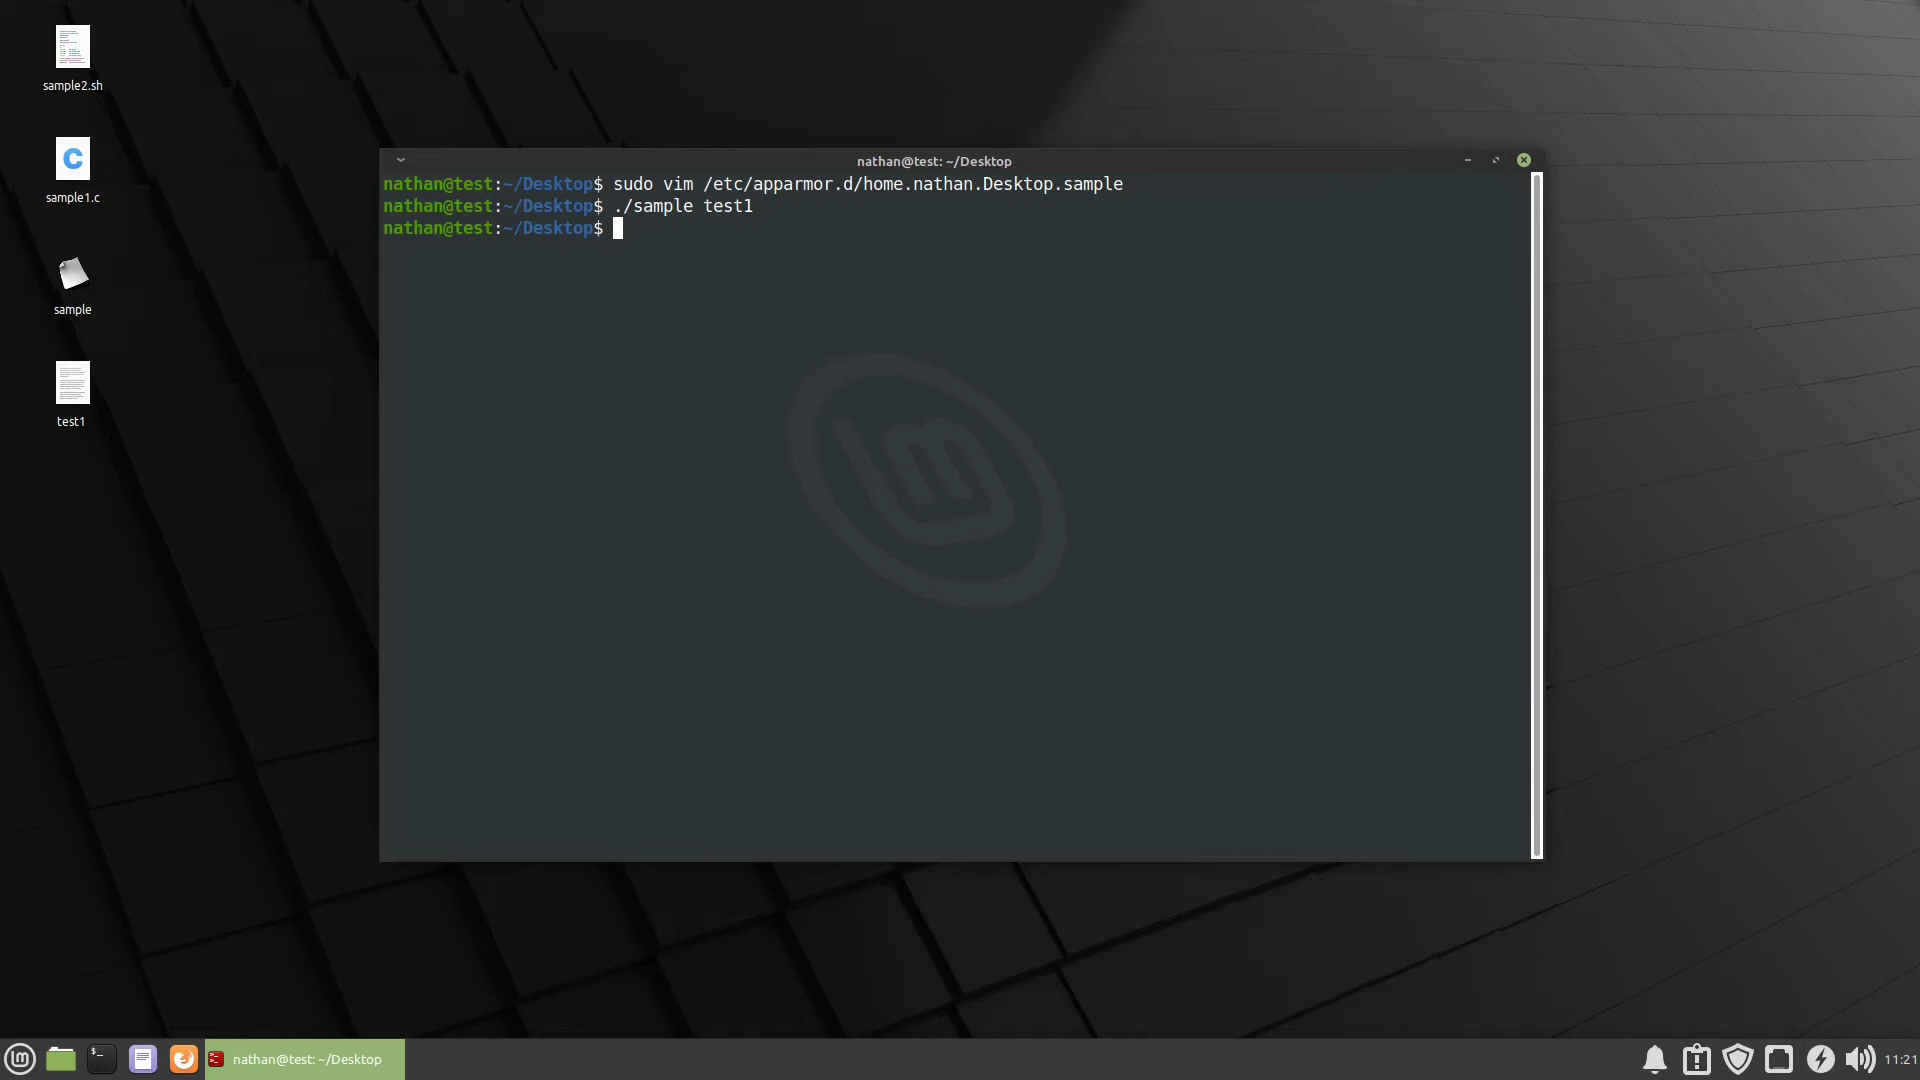 sample2.sh
sample1.c
sample
test1
nathan@test: ~/Desktop
nathan@test:~/Desktop$ sudo vim /etc/apparmor.d/home.nathan.Desktop.sample
nathan@test:~/Desktop$ ./sample test1
nathan@test:~/Desktop$
nathan@test: ~/Desktop
11:21